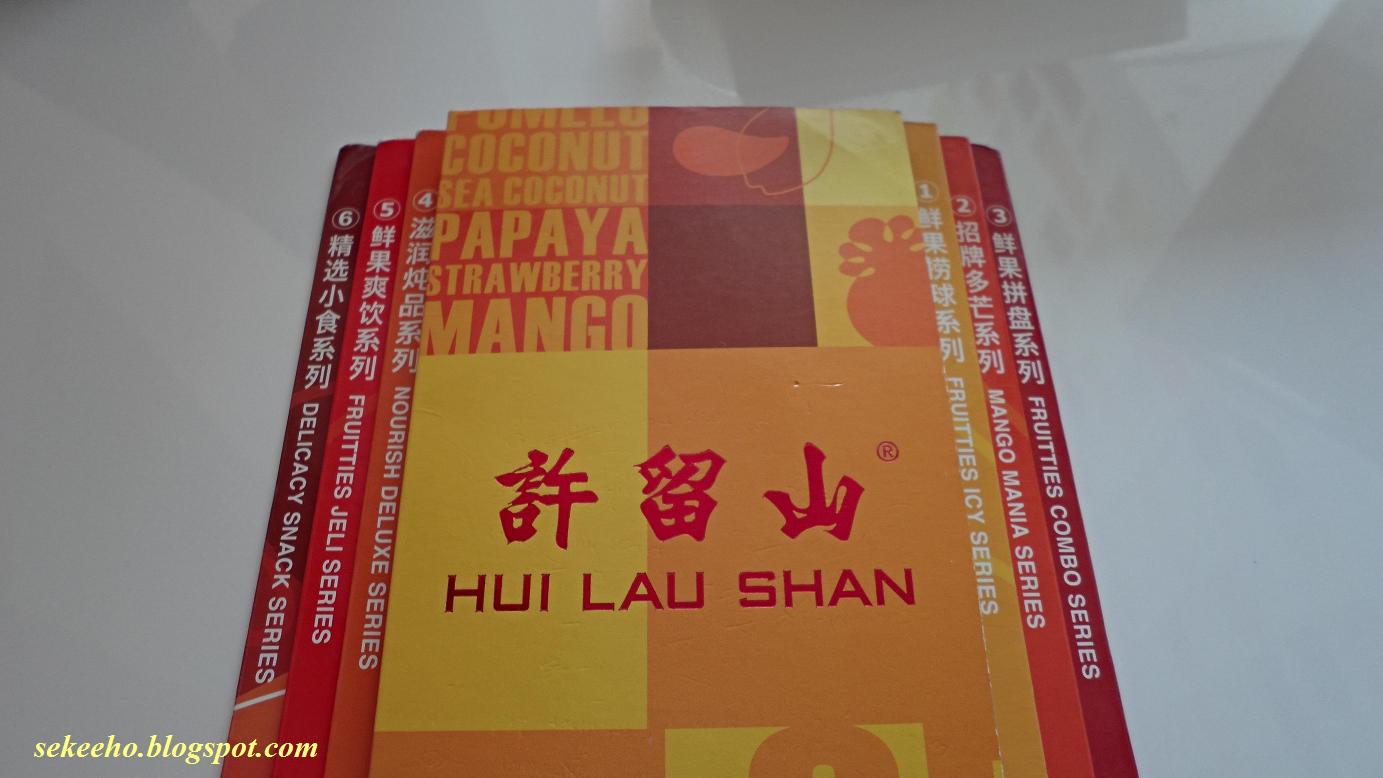 POMELO
COCONUT
SEA COCONUT
PAPAYA
STRAWBERRY
MANGO
許留山®
HUI LAU SHAN
⑥ 精选小食系列 DELICACY SNACK SERIES
⑤ 鲜果爽饮系列 FRUITTIES JELI SERIES
④ 滋润炖品系列 NOURISH DELUXE SERIES
① 鲜果捞球系列 FRUITTIES ICY SERIES
② 招牌多芒系列 MANGO MANIA SERIES
③ 鲜果拼盘系列 FRUTTIES COMBO SERIES
sekeeho.blogspot.com